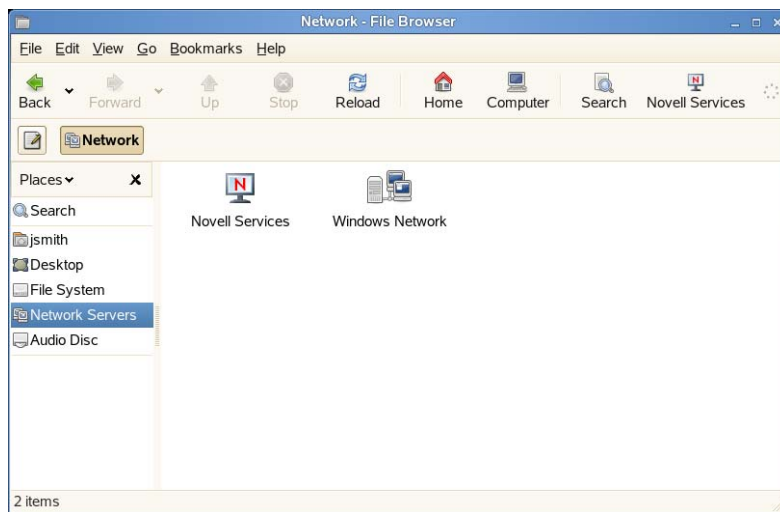 Network - File Browser
File Edit View Go Bookmarks Help
Back Forward Up Stop Reload Home Computer Search Novell Services
Network
Places
Search
jsmith
Desktop
File System
Network Servers
Audio Disc
N
Novell Services
Windows Network
2 items